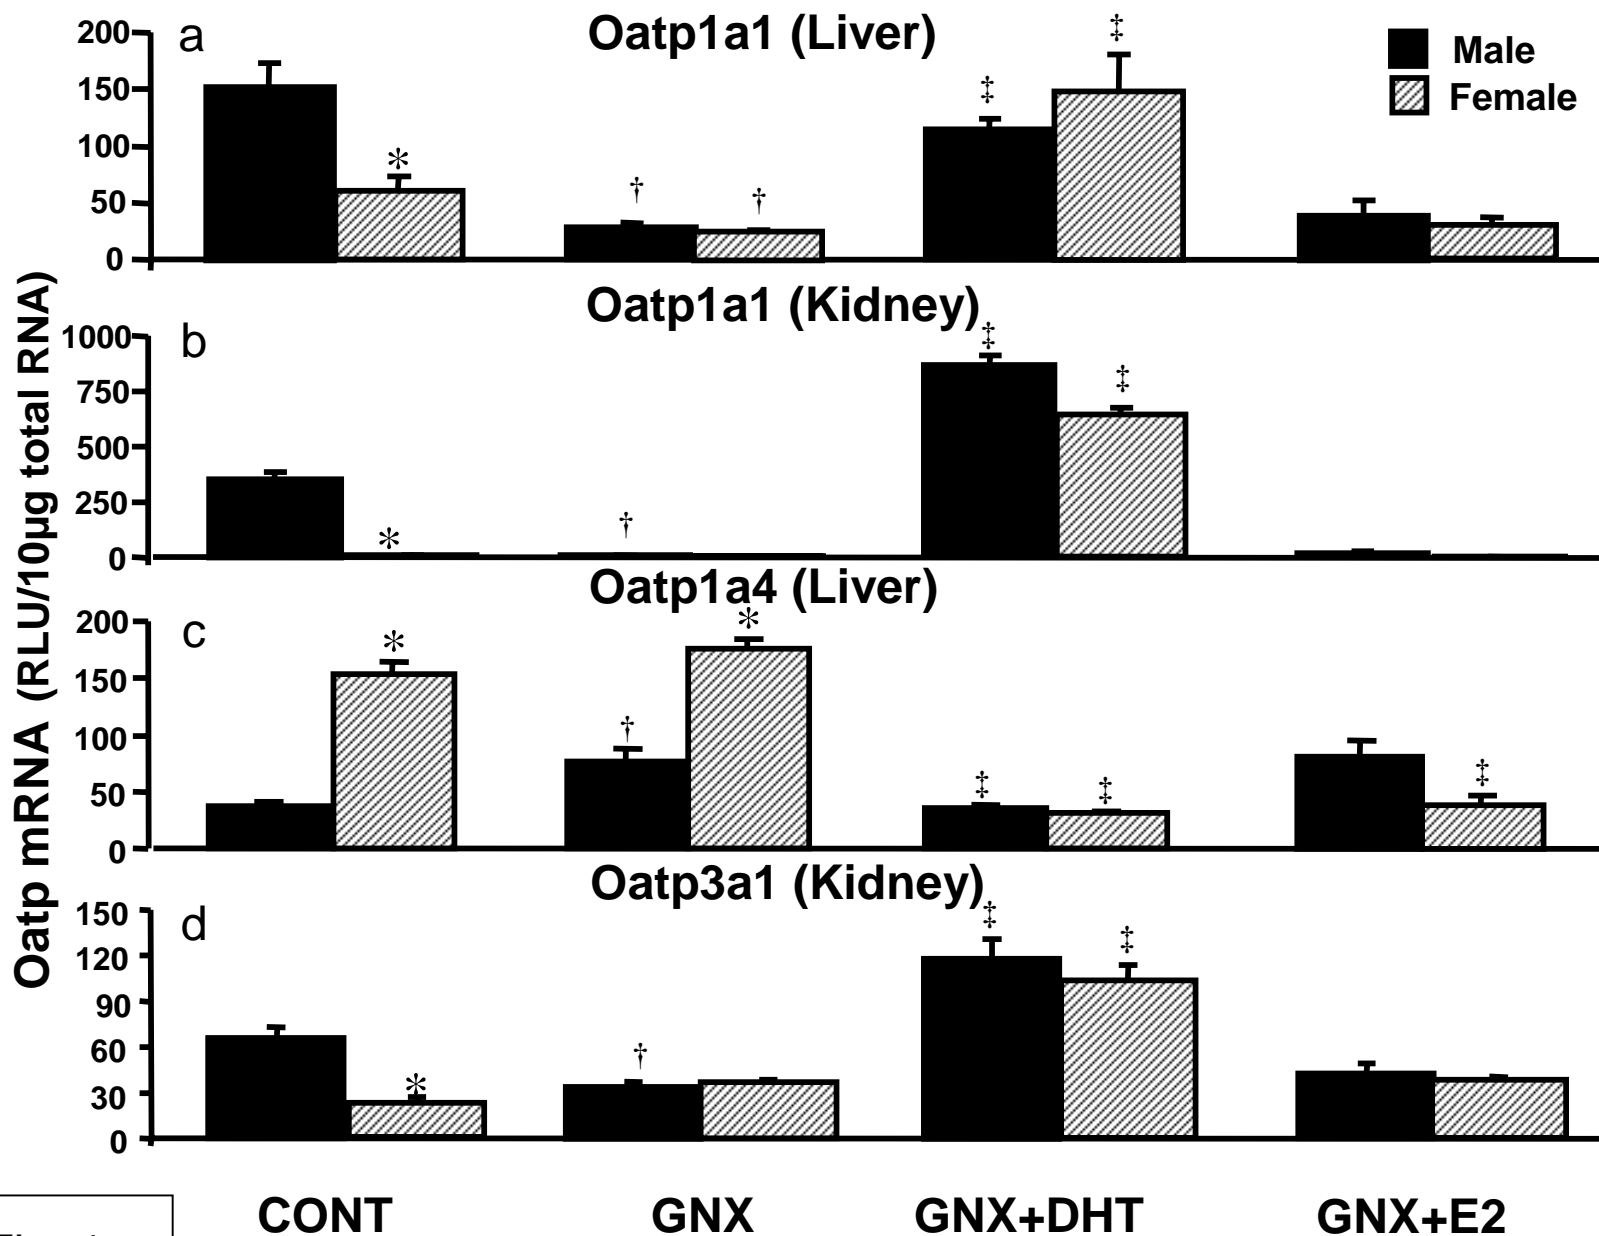 Oatp1a1 (Liver)
a
200
150
100
50
0
Male
Female
* † † ‡ ‡
Oatp1a1 (Kidney)
b
1000
750
500
250
0
* † ‡ ‡
Oatp1a4 (Liver)
c
200
150
100
50
0
* † * ‡ ‡ ‡
Oatp3a1 (Kidney)
d
150
120
90
60
30
0
* † ‡ ‡
Oatp mRNA (RLU/10µg total RNA)
CONT GNX GNX+DHT GNX+E2